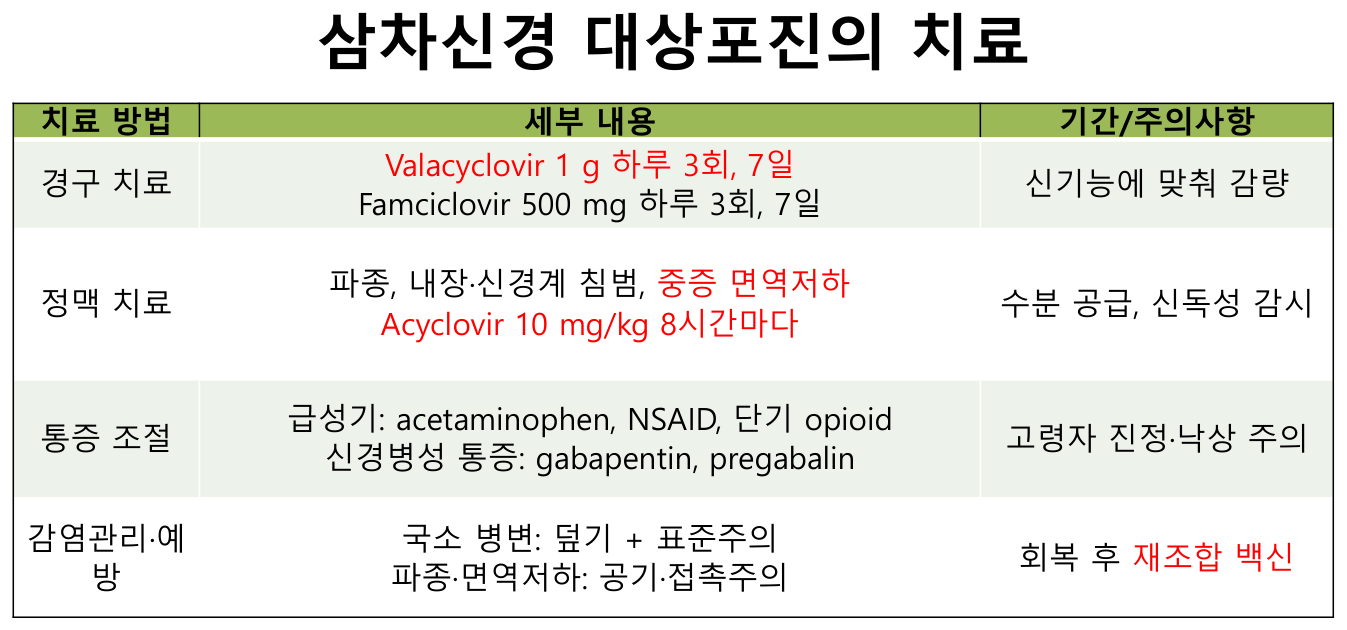 삼차신경 대상포진의 치료
치료 방법
세부 내용
기간/주의사항
경구 치료
Valacyclovir 1 g 하루 3회, 7일
Famciclovir 500 mg 하루 3회, 7일
신기능에 맞춰 감량
정맥 치료
파종, 내장·신경계 침범, 중증 면역저하
Acyclovir 10 mg/kg 8시간마다
수분 공급, 신독성 감시
통증 조절
급성기: acetaminophen, NSAID, 단기 opioid
신경병성 통증: gabapentin, pregabalin
고령자 진정·낙상 주의
감염관리·예
방
국소 병변: 덮기 + 표준주의
파종·면역저하: 공기·접촉주의
회복 후 재조합 백신